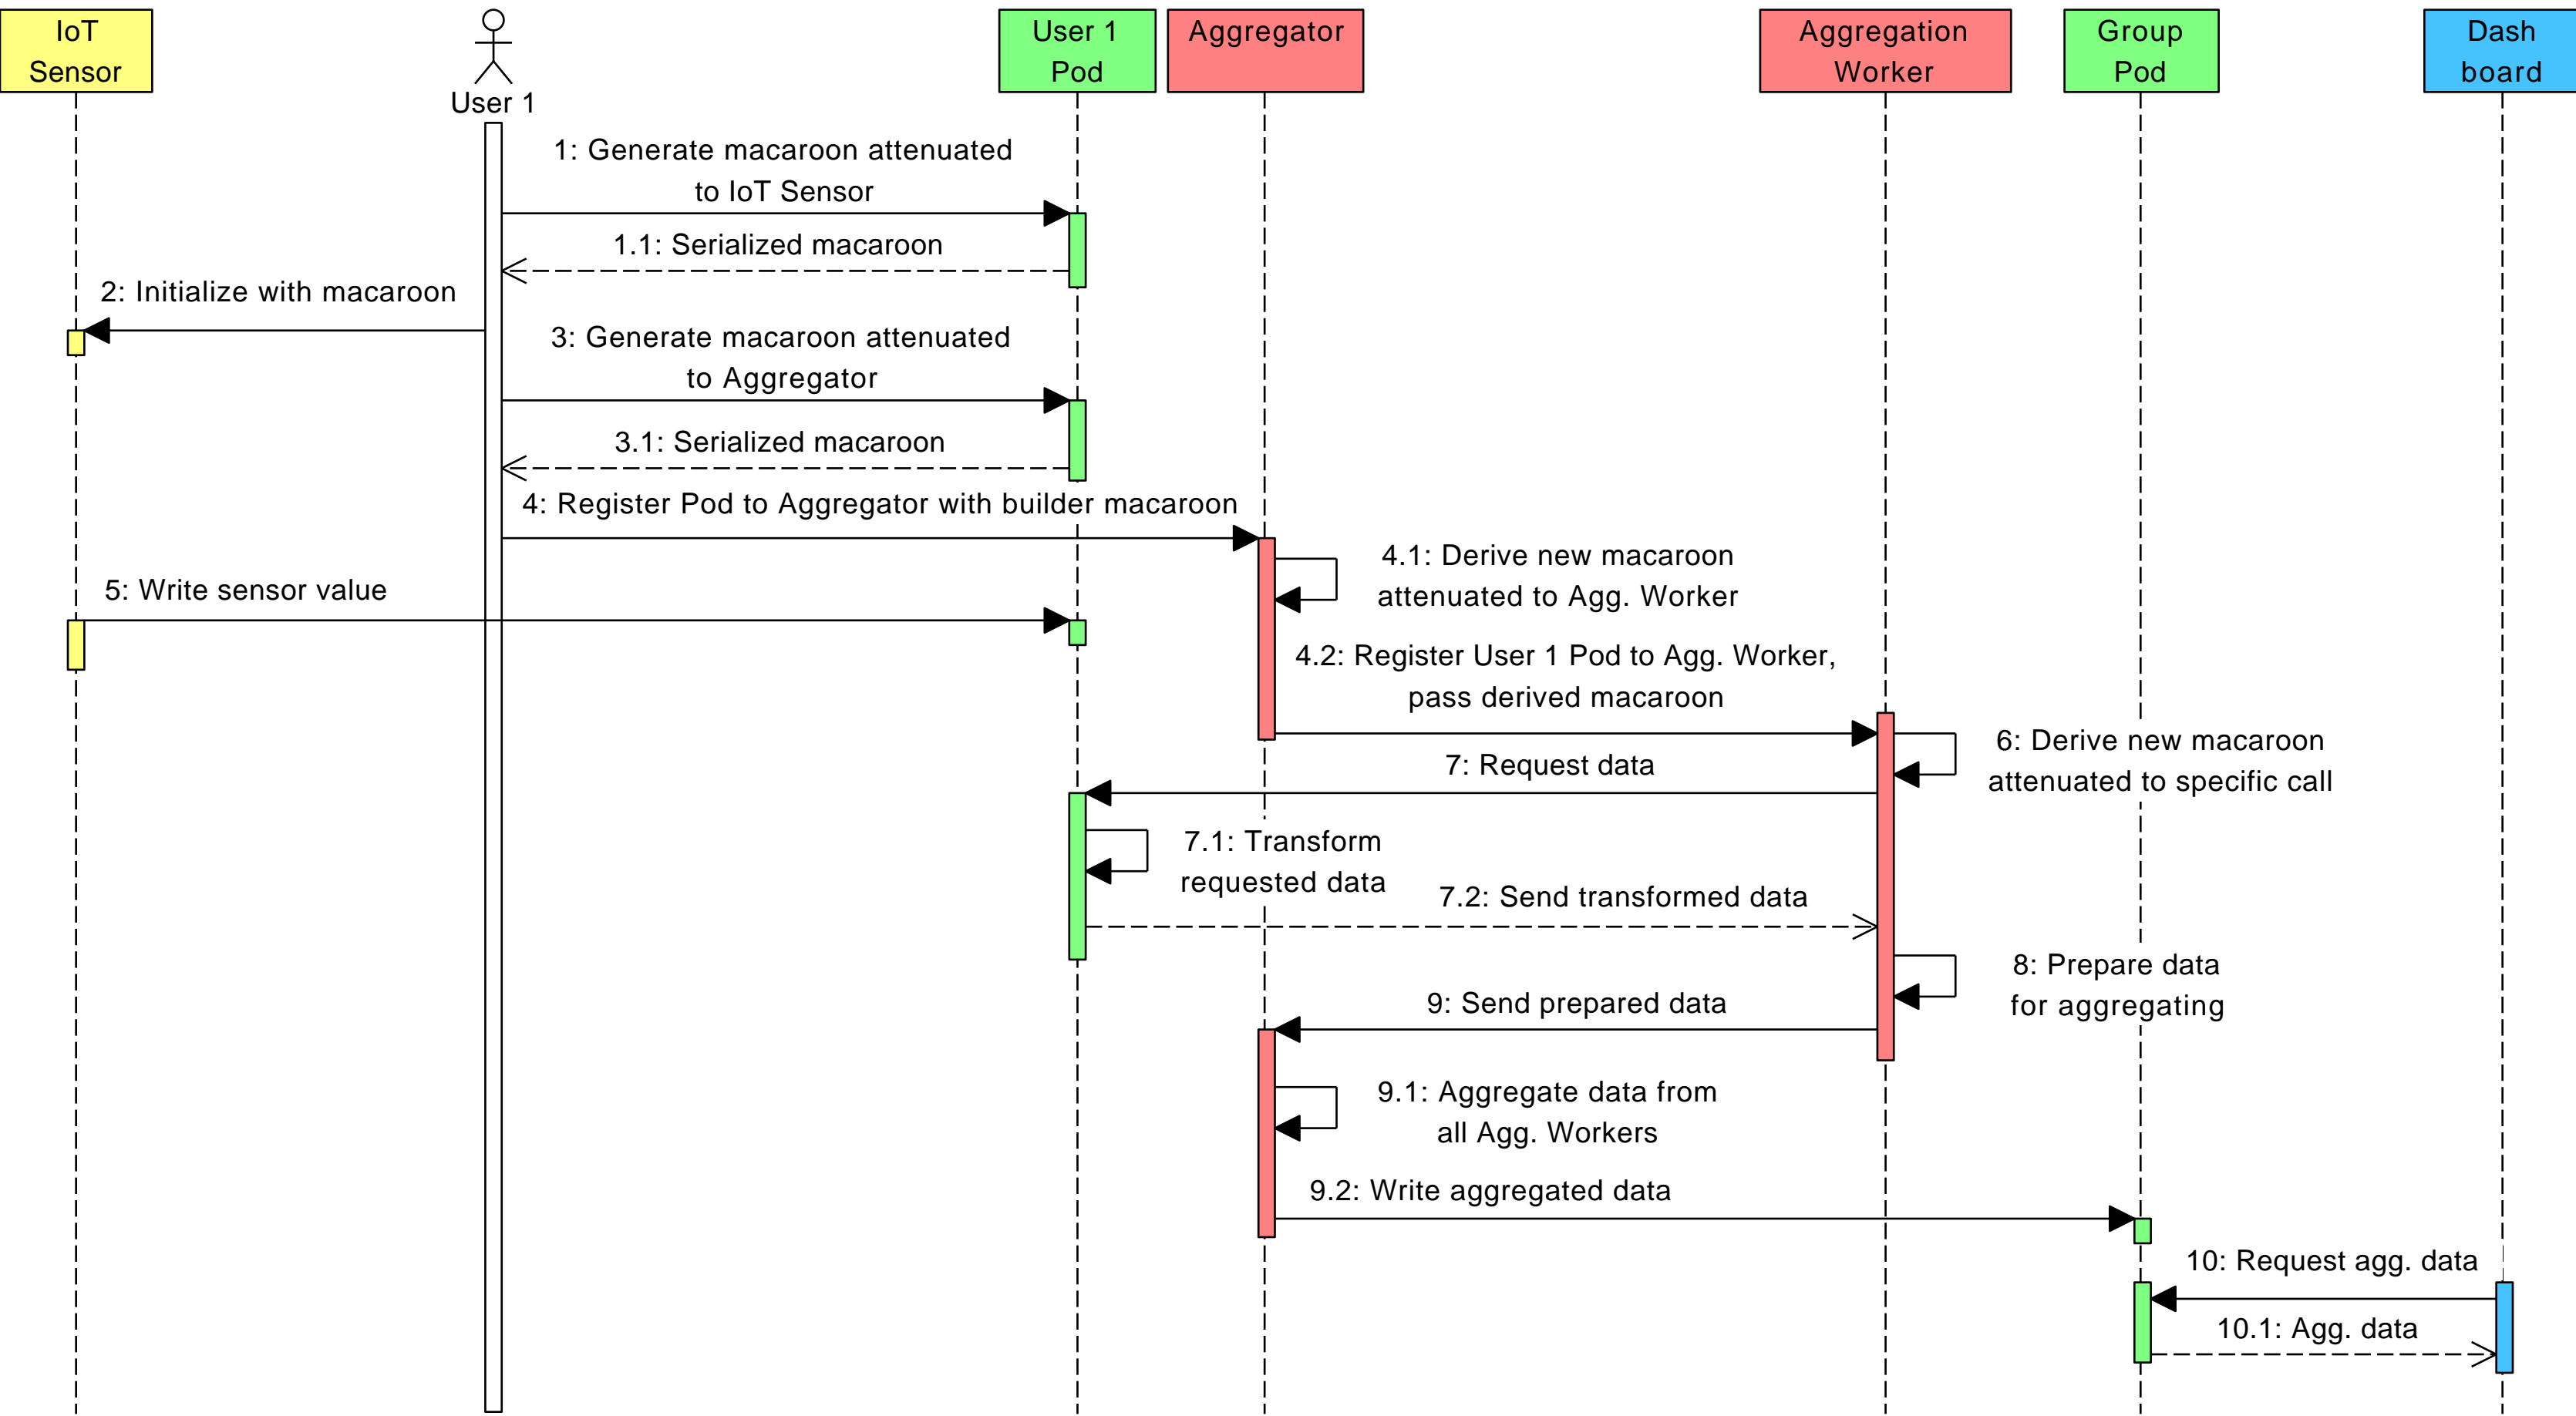 IoT
Sensor
User 1
User 1
Pod
Aggregator
Aggregation
Worker
Group
Pod
Dash
board
1: Generate macaroon attenuated
to IoT Sensor
1.1: Serialized macaroon
2: Initialize with macaroon
3: Generate macaroon attenuated
to Aggregator
3.1: Serialized macaroon
4: Register Pod to Aggregator with builder macaroon
4.1: Derive new macaroon
attenuated to Agg. Worker
5: Write sensor value
4.2: Register User 1 Pod to Agg. Worker,
pass derived macaroon
6: Derive new macaroon
attenuated to specific call
7: Request data
7.1: Transform
requested data
7.2: Send transformed data
8: Prepare data
for aggregating
9: Send prepared data
9.1: Aggregate data from
all Agg. Workers
9.2: Write aggregated data
10: Request agg. data
10.1: Agg. data